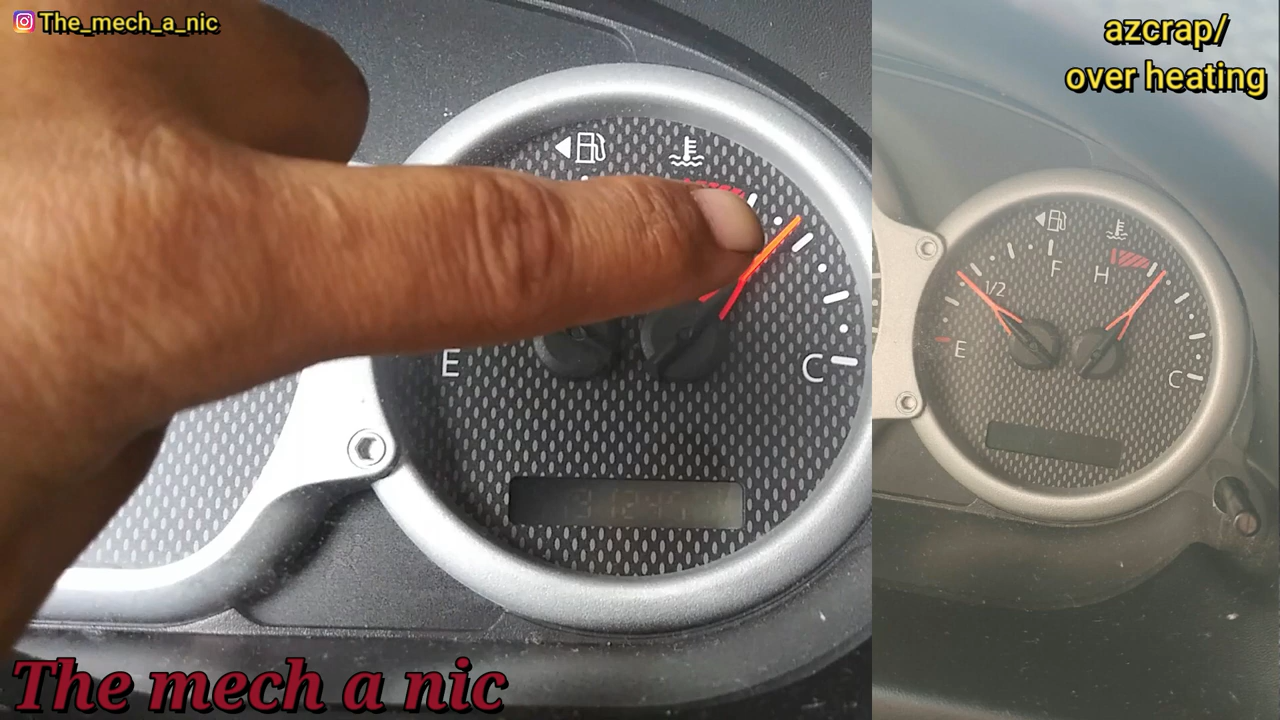 The_mech_a_nic
azcrap/
over heating
E
C
1/2
F
H
E
C
The mech a nic